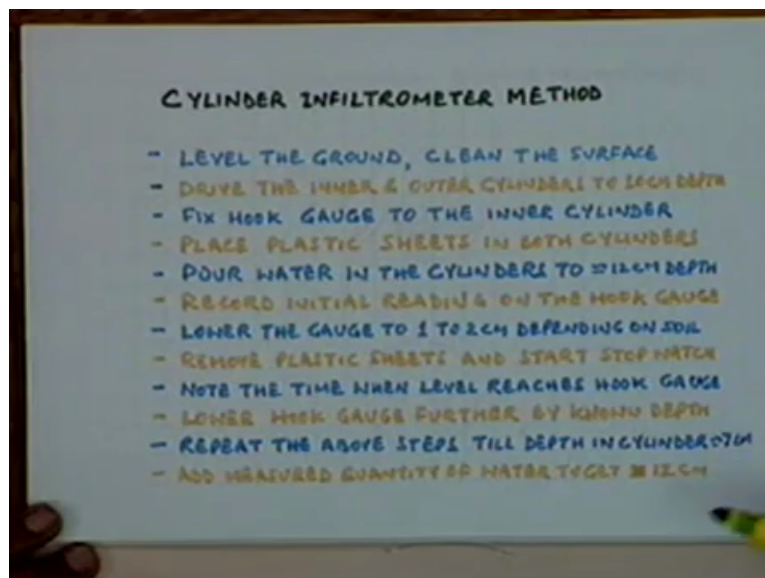 CYLINDER INFILTROMETER METHOD
- LEVEL THE GROUND, CLEAN THE SURFACE
- DRIVE THE INNER & OUTER CYLINDERS TO 10CM DEPTH
- FIX HOOK GAUGE TO THE INNER CYLINDER
- PLACE PLASTIC SHEETS IN BOTH CYLINDERS
- POUR WATER IN THE CYLINDERS TO ≃12CM DEPTH
- RECORD INITIAL READING ON THE HOOK GAUGE
- LOWER THE GAUGE TO 1 TO 2CM DEPENDING ON SOIL
- REMOVE PLASTIC SHEETS AND START STOP WATCH
- NOTE THE TIME WHEN LEVEL REACHES HOOK GAUGE
- LOWER HOOK GAUGE FURTHER BY KNOWN DEPTH
- REPEAT THE ABOVE STEPS TILL DEPTH IN CYLINDER ≃7CM
- ADD MEASURED QUANTITY OF WATER TO GET ≃ 12CM